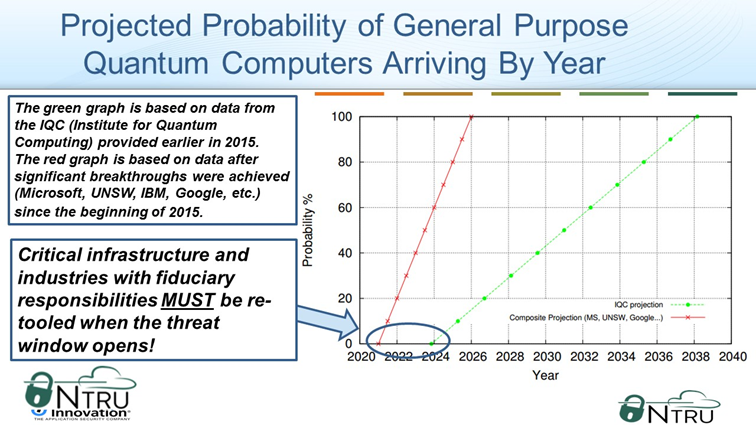 Projected Probability of General Purpose
Quantum Computers Arriving By Year
The green graph is based on data from
the IQC (Institute for Quantum
Computing) provided earlier in 2015.
The red graph is based on data after
significant breakthroughs were achieved
(Microsoft, UNSW, IBM, Google, etc.)
since the beginning of 2015.
Critical infrastructure and
industries with fiduciary
responsibilities MUST be re-
tooled when the threat
window opens!
Probability %
100
80
60
40
20
0
IQC projection
Composite Projection (MS, UNSW, Google...)
2020 2022 2024 2026 2028 2030 2032 2034 2036 2038 2040
Year
NTRU
Innovation®
THE APPLICATION SECURITY COMPANY
NTRU